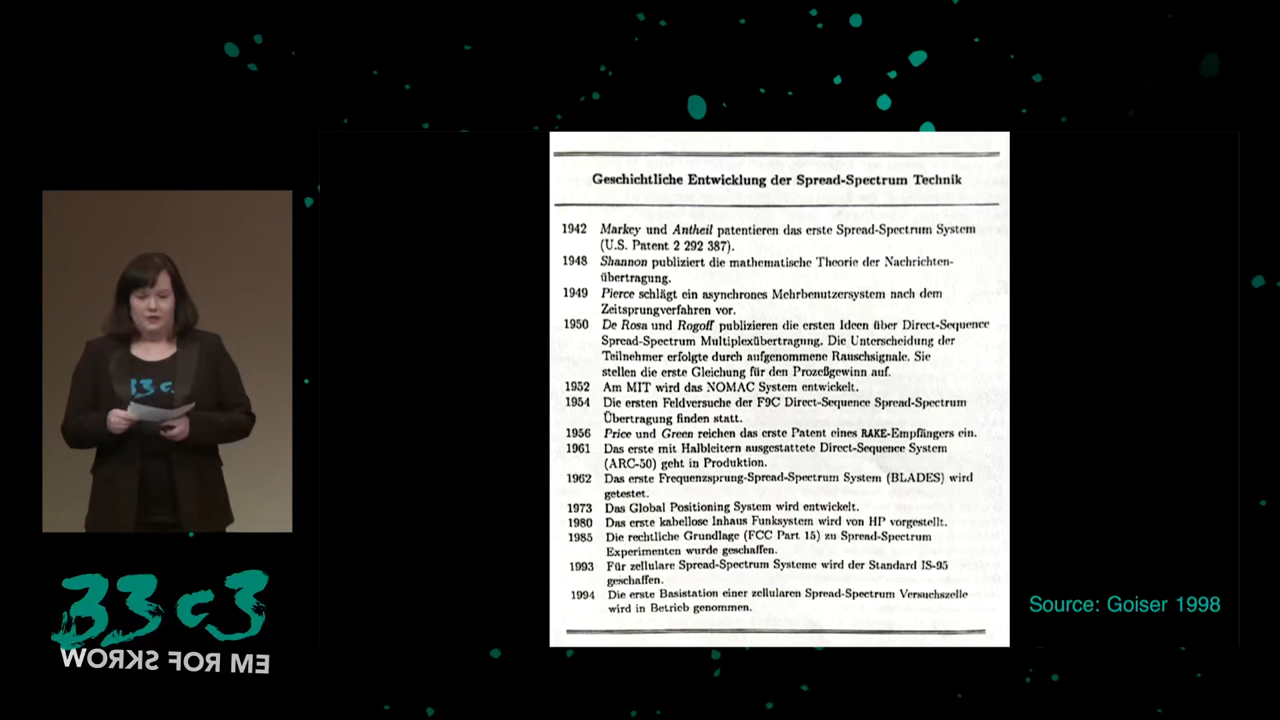 Geschichtliche Entwicklung der Spread-Spectrum Technik
1942 Markey und Antheil patentieren das erste Spread-Spectrum System
(U.S. Patent 2 292 387).
1948 Shannon publiziert die mathematische Theorie der Nachrichten-
übertragung.
1949 Pierce schlägt ein asynchrones Mehrbenutzersystem nach dem
Zeitsprungverfahren vor.
1950 De Rosa und Rogoff publizieren die ersten Ideen über Direct-Sequence
Spread-Spectrum Multiplexübertragung. Die Unterscheidung der
Teilnehmer erfolgte durch aufgenommene Rauschsignale. Sie
stellen die erste Gleichung für den Prozeßgewinn auf.
1952 Am MIT wird das NOMAC System entwickelt.
1954 Die ersten Feldversuche der F9C Direct-Sequence Spread-Spectrum
Übertragung finden statt.
1956 Price und Green reichen das erste Patent eines RAKE-Empfängers ein.
1961 Das erste mit Halbleitern ausgestattete Direct-Sequence System
(ARC-50) geht in Produktion.
1962 Das erste Frequenzsprung-Spread-Spectrum System (BLADES) wird
getestet.
1973 Das Global Positioning System wird entwickelt.
1980 Das erste kabellose Inhaus Funksystem wird von HP vorgestellt.
1985 Die rechtliche Grundlage (FCC Part 15) zu Spread-Spectrum
Experimenten wurde geschaffen.
1993 Für zellulare Spread-Spectrum Systeme wird der Standard IS-95
geschaffen.
1994 Die erste Basistation einer zellularen Spread-Spectrum Versuchszelle
wird in Betrieb genommen.
Source: Goiser 1998
33c3
33c3
WORKS FOR ME